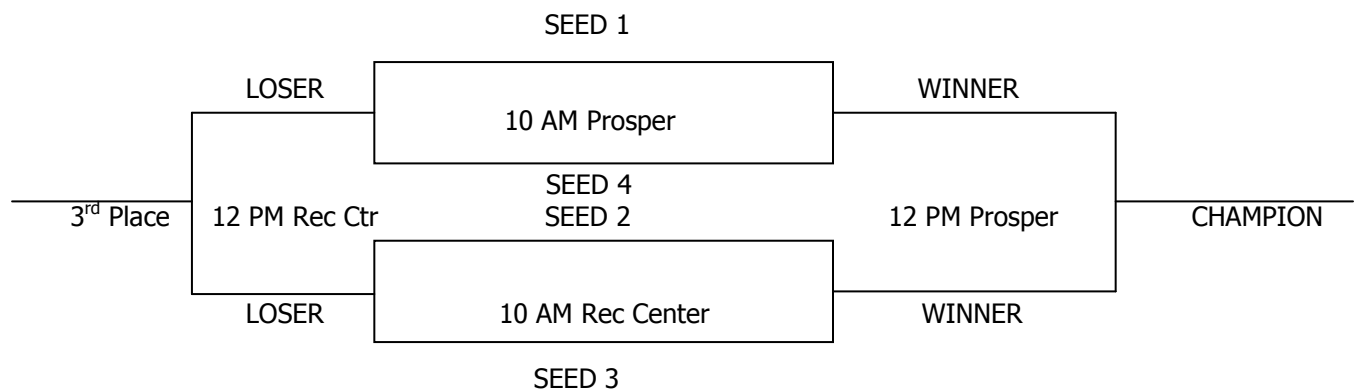 SEED 1
LOSER WINNER
10 AM Prosper
SEED 4
3rd Place 12 PM Rec Ctr SEED 2 12 PM Prosper CHAMPION
LOSER 10 AM Rec Center WINNER
SEED 3